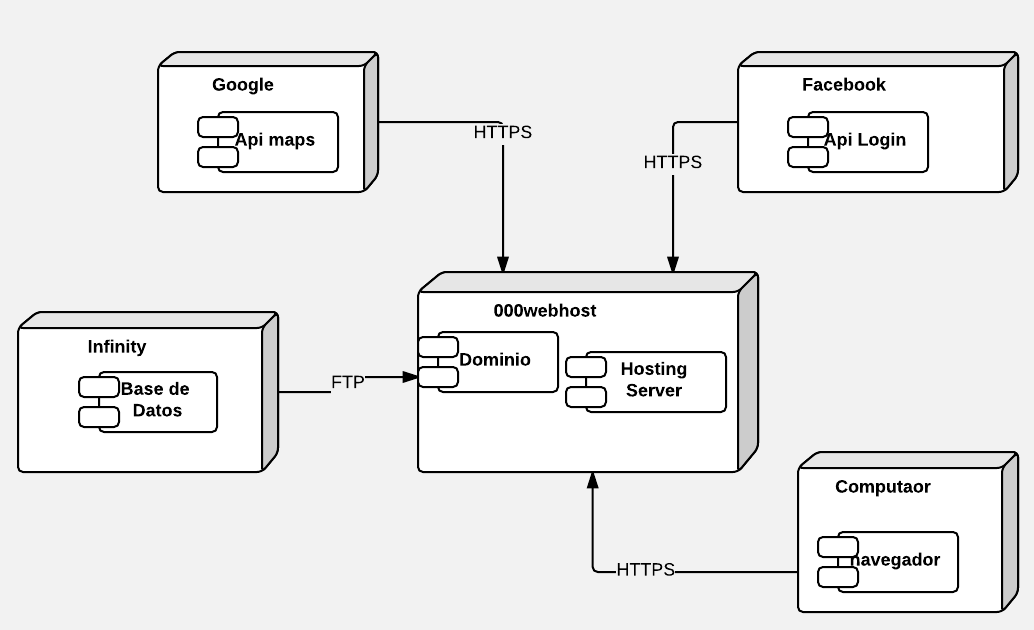 Google
Api maps
HTTPS
Facebook
Api Login
HTTPS
Infinity
Base de
Datos
FTP
000webhost
Dominio
Hosting
Server
Computaor
navegador
HTTPS